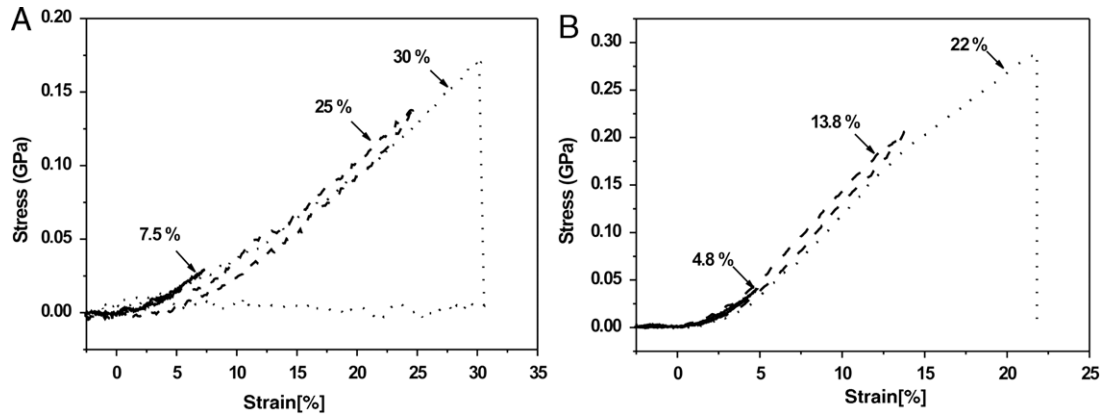 A
B
0.20
0.15
0.10
0.05
0.00
Stress (GPa)
30 %
25 %
7.5 %
0 5 10 15 20 25 30 35
Strain[%]
0.30
0.25
0.20
0.15
0.10
0.05
0.00
Stress (GPa)
22 %
13.8 %
4.8 %
0 5 10 15 20 25
Strain[%]